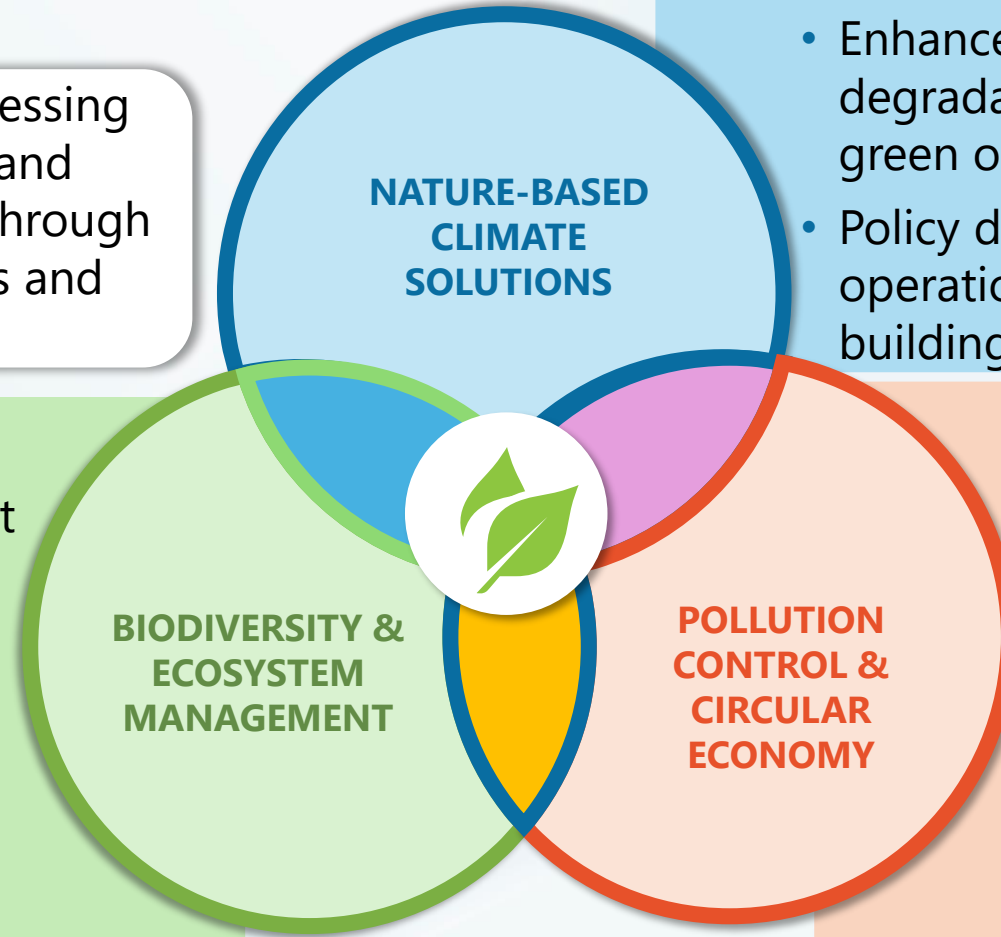 essing
and
hrough
s and
NATURE-BASED
CLIMATE
SOLUTIONS
• Enhance
degrada
green o
• Policy d
operatio
building
t
BIODIVERSITY &
ECOSYSTEM
MANAGEMENT
POLLUTION
CONTROL &
CIRCULAR
ECONOMY